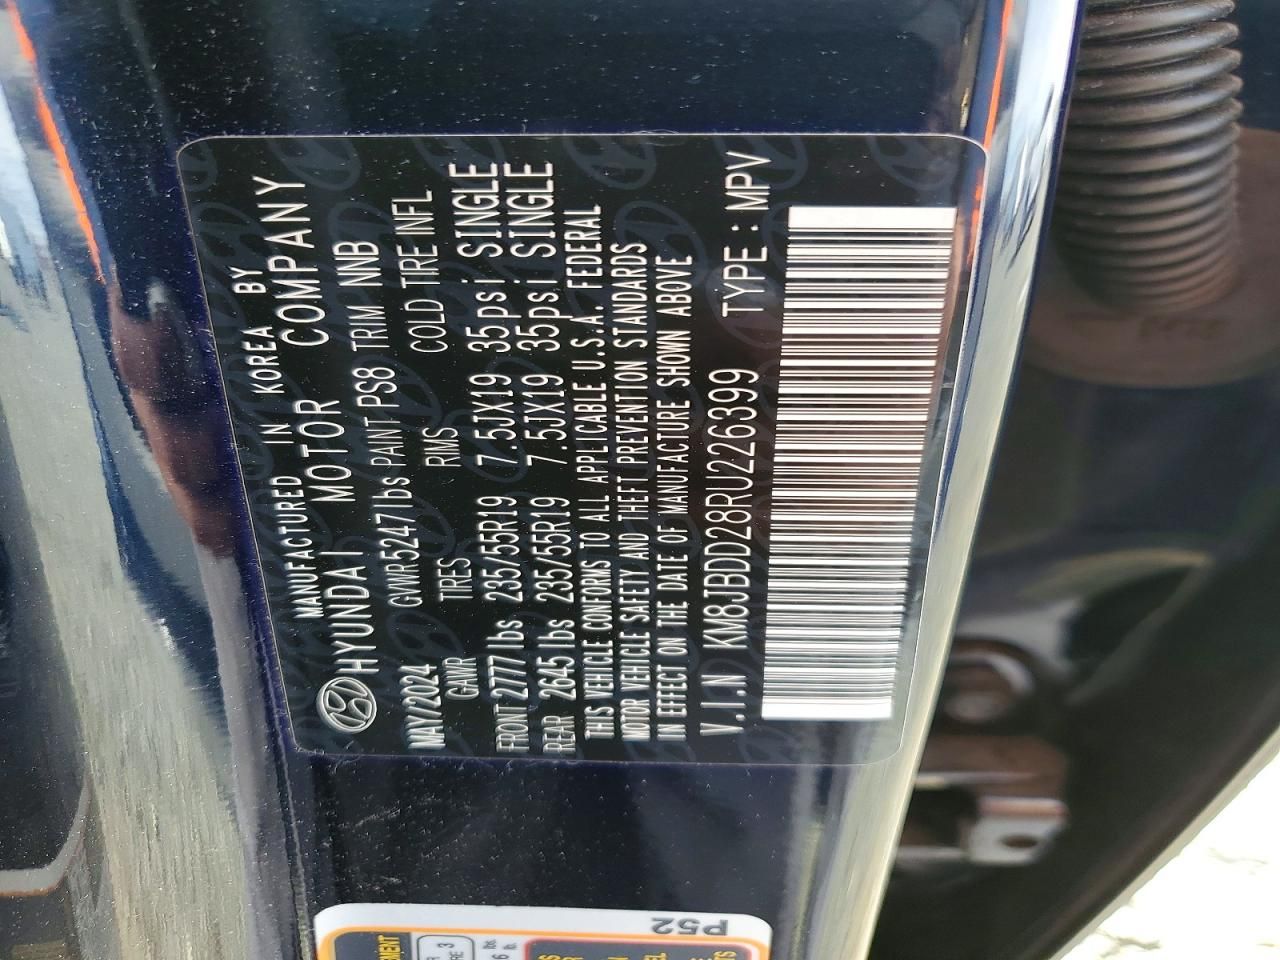 MANUFACTURED IN KOREA BY
HYUNDAI MOTOR COMPANY
MAY/2024 GVWR 5247lbs PAINT PS8 TRIM NNB
GAWR TIRES RIMS COLD TIRE INFL
FRONT 2777lbs 235/55R19 7.5JX19 35psi SINGLE
REAR 2645lbs 235/55R19 7.5JX19 35psi SINGLE
THIS VEHICLE CONFORMS TO ALL APPLICABLE U.S.A. FEDERAL
MOTOR VEHICLE SAFETY AND THEFT PREVENTION STANDARDS
IN EFFECT ON THE DATE OF MANUFACTURE SHOWN ABOVE
V.I.N KM8JBDD28RU226399 TYPE : MPV
P52